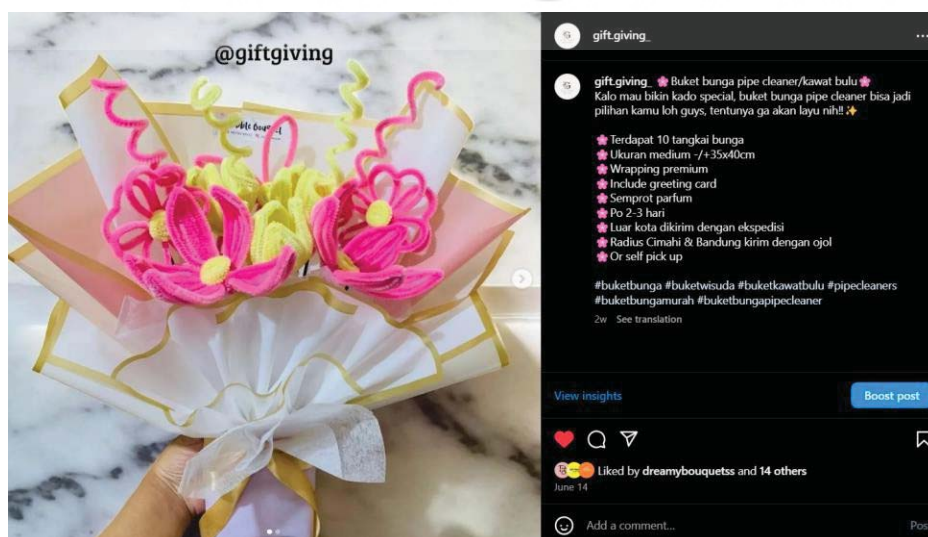 @giftgiving
gift.giving_
gift.giving_ 🌸Buket bunga pipe cleaner/kawat bulu🌸
Kalo mau bikin kado special, buket bunga pipe cleaner bisa jadi
pilihan kamu loh guys, tentunya ga akan layu nih!! ✨
🌸Terdapat 10 tangkai bunga
🌸Ukuran medium -/+35x40cm
🌸Wrapping premium
🌸Include greeting card
🌸Semprot parfum
🌸Po 2-3 hari
🌸Luar kota dikirim dengan ekspedisi
🌸Radius Cimahi & Bandung kirim dengan ojol
🌸Or self pick up
#buketbunga #buketwisuda #buketkawatbulu #pipecleaners
#buketbungamurah #buketbungapipecleaner
2w See translation
View insights
Boost post
Liked by dreamybouquetss and 14 others
June 14
Add a comment...
Pos